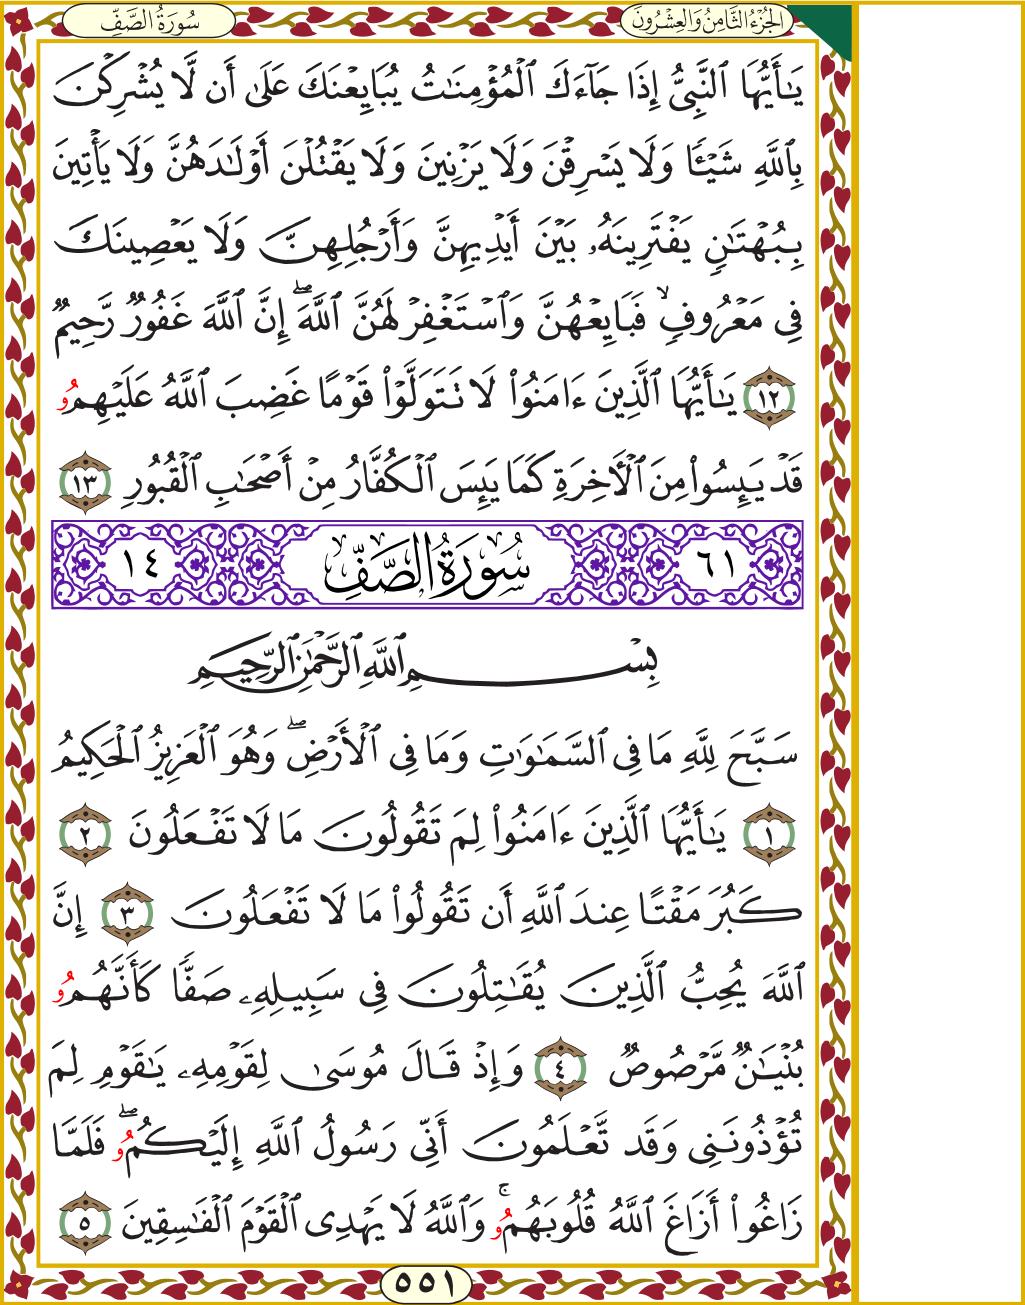 الجُزْءُ الثَّامِنُ وَالعِشْرُونَ
سُورَةُ الصَّفِّ
يَٰٓأَيُّهَا ٱلنَّبِىُّ إِذَا جَآءَكَ ٱلْمُؤْمِنَٰتُ يُبَايِعْنَكَ عَلَىٰٓ أَن لَّا يُشْرِكْنَ
بِٱللَّهِ شَيْـًٔا وَلَا يَسْرِقْنَ وَلَا يَزْنِينَ وَلَا يَقْتُلْنَ أَوْلَٰدَهُنَّ وَلَا يَأْتِينَ
بِبُهْتَٰنٍ يَفْتَرِينَهُۥ بَيْنَ أَيْدِيهِنَّ وَأَرْجُلِهِنَّ وَلَا يَعْصِينَكَ
فِى مَعْرُوفٍۙ فَبَايِعْهُنَّ وَٱسْتَغْفِرْ لَهُنَّ ٱللَّهَۖ إِنَّ ٱللَّهَ غَفُورٌ رَّحِيمٌ
١٢ يَٰٓأَيُّهَا ٱلَّذِينَ ءَامَنُوا۟ لَا تَتَوَلَّوْا۟ قَوْمًا غَضِبَ ٱللَّهُ عَلَيْهِمُۥ
قَدْ يَئِسُوا۟ مِنَ ٱلْأَخِرَةِ كَمَا يَئِسَ ٱلْكُفَّارُ مِنْ أَصْحَٰبِ ٱلْقُبُورِ ١٣
٦١ سُورَةُ الصَّفِّ ١٤
بِسْمِ ٱللَّهِ ٱلرَّحْمَٰنِ ٱلرَّحِيمِ
سَبَّحَ لِلَّهِ مَا فِى ٱلسَّمَٰوَٰتِ وَمَا فِى ٱلْأَرْضِۖ وَهْوَ ٱلْعَزِيزُ ٱلْحَكِيمُ
١ يَٰٓأَيُّهَا ٱلَّذِينَ ءَامَنُوا۟ لِمَ تَقُولُونَ مَا لَا تَفْعَلُونَ ٢
كَبُرَ مَقْتًا عِندَ ٱللَّهِ أَن تَقُولُوا۟ مَا لَا تَفْعَلُونَ ٣ إِنَّ
ٱللَّهَ يُحِبُّ ٱلَّذِينَ يُقَٰتِلُونَ فِى سَبِيلِهِۦ صَفًّا كَأَنَّهُمُۥ
بُنْيَٰنٌ مَّرْصُوصٌ ٤ وَإِذْ قَالَ مُوسَىٰ لِقَوْمِهِۦ يَٰقَوْمِ لِمَ
تُؤْذُونَنِى وَقَد تَّعْلَمُونَ أَنِّى رَسُولُ ٱللَّهِ إِلَيْكُمُۥۖ فَلَمَّا
زَاغُوٓا۟ أَزَاغَ ٱللَّهُ قُلُوبَهُمُۥۚ وَٱللَّهُ لَا يَهْدِى ٱلْقَوْمَ ٱلْفَٰسِقِينَ ٥
٥٥١